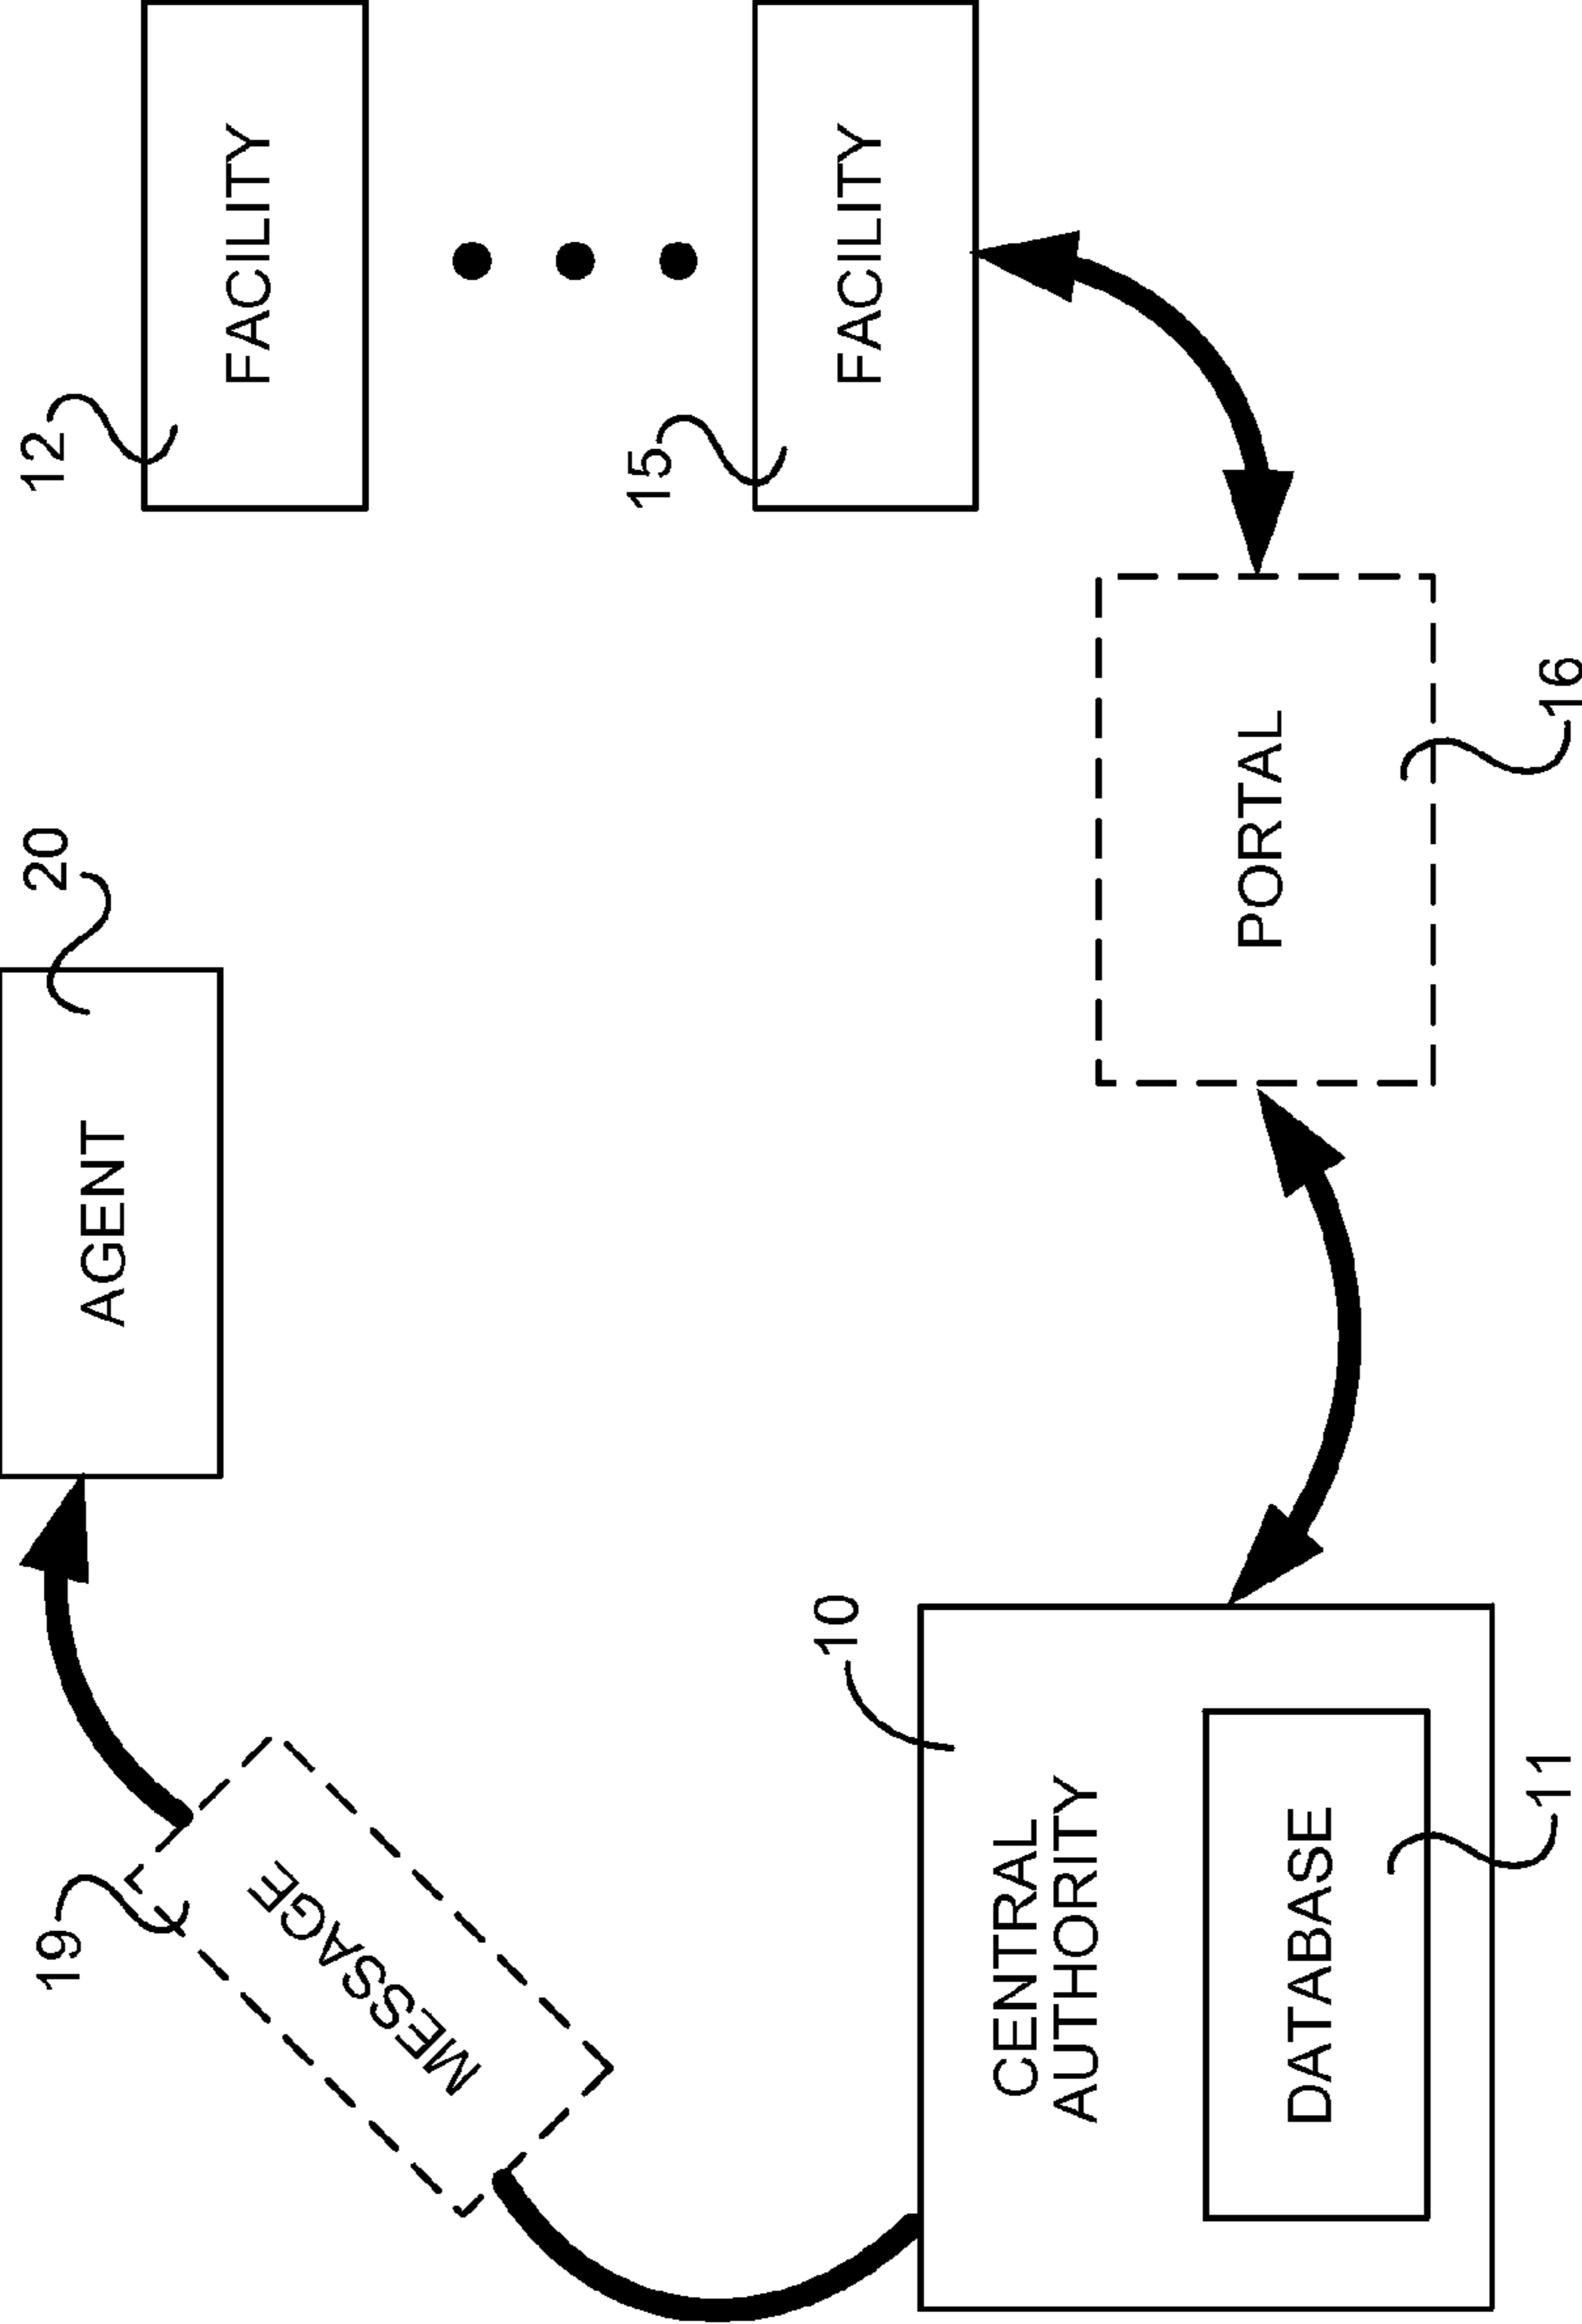 19
20
12
AGENT
FACILITY
MESSAGE
15
10
FACILITY
CENTRAL
AUTHORITY
PORTAL
DATABASE
11
16